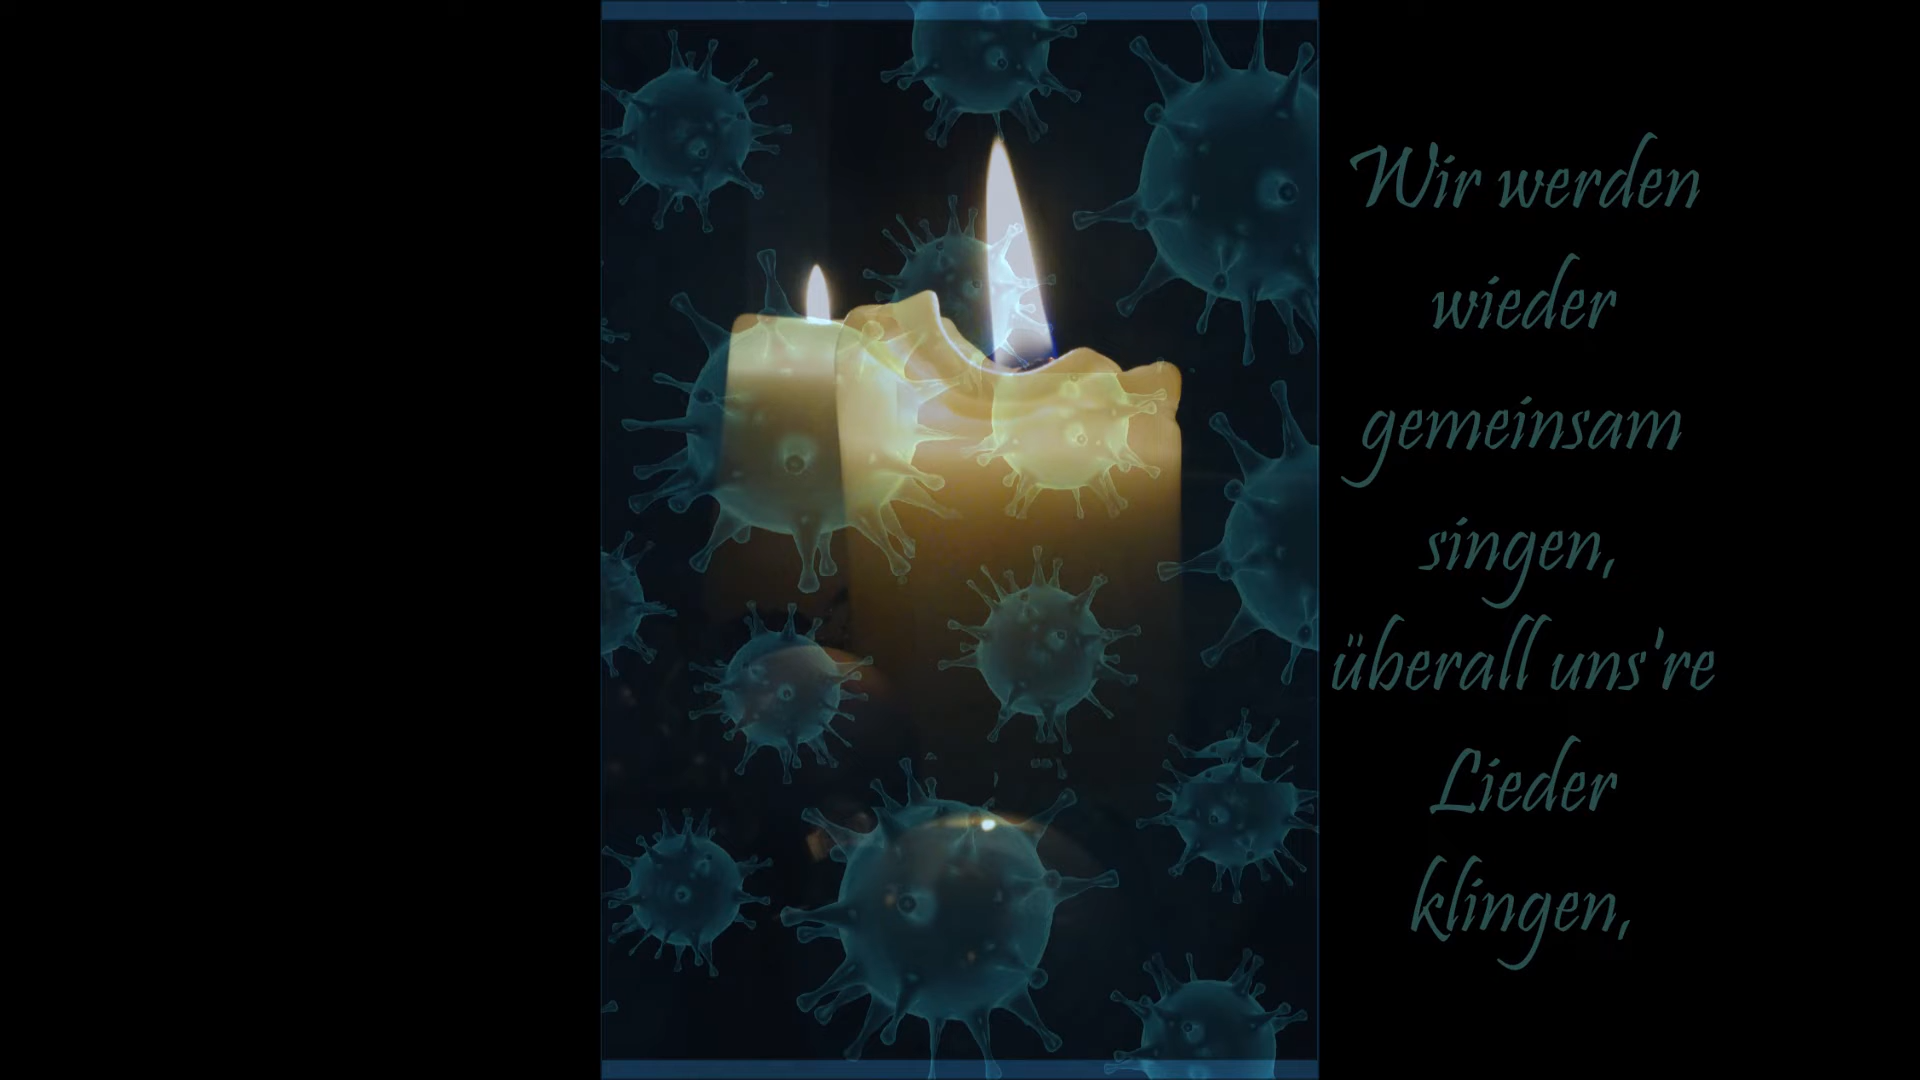 Wir werden
wieder
gemeinsam
singen,
überall uns're
Lieder
klingen,